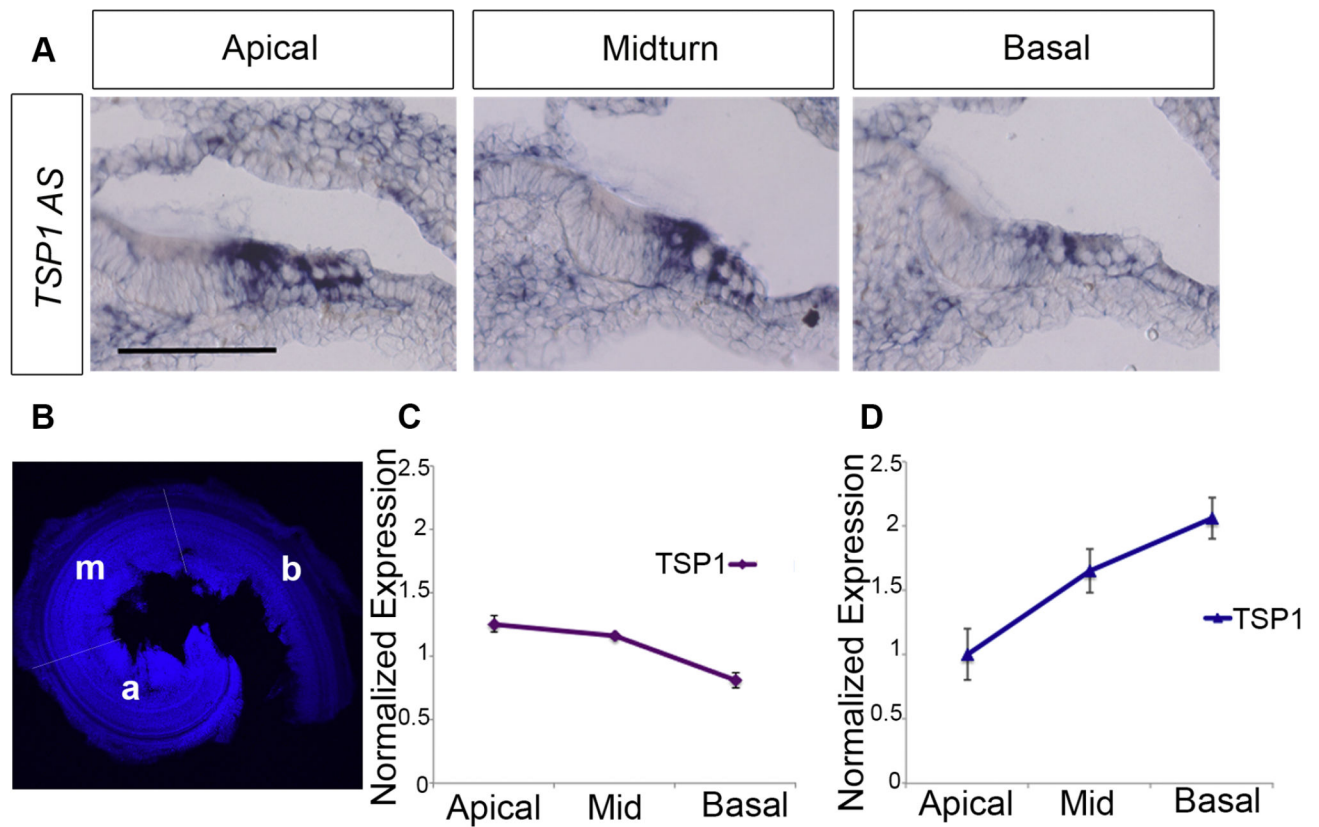 A
Apical
Midturn
Basal
TSP1 AS
B
m
b
a
C
Normalized Expression
2.5
2
1.5
1
0.5
0
TSP1
Apical
Mid
Basal
D
Normalized Expression
2.5
2
1.5
1
0.5
0
TSP1
Apical
Mid
Basal